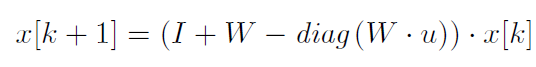 x[k + 1] = (I + W − diag(W · u)) · x[k]